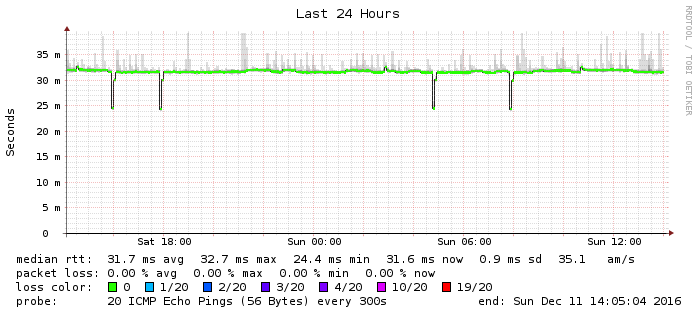 Last 24 Hours
RRDTOOL / TOBI OETIKER
Seconds
35 m
30 m
25 m
20 m
15 m
10 m
5 m
0
Sat 18:00 Sun 00:00 Sun 06:00 Sun 12:00
median rtt: 31.7 ms avg 32.7 ms max 24.4 ms min 31.6 ms now 0.9 ms sd 35.1 am/s
packet loss: 0.00 % avg 0.00 % max 0.00 % min 0.00 % now
loss color: 0 1/20 2/20 3/20 4/20 10/20 19/20
probe: 20 ICMP Echo Pings (56 Bytes) every 300s end: Sun Dec 11 14:05:04 2016